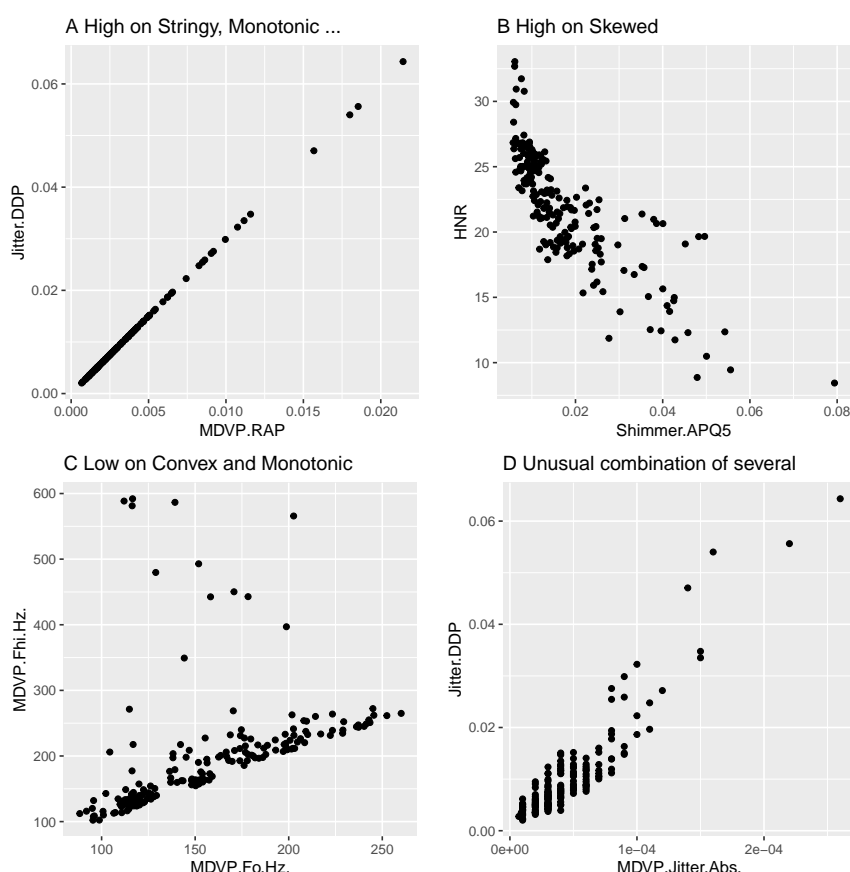 A High on Stringy, Monotonic ...
0.06
0.04
0.02
0.00
Jitter.DDP
0.000 0.005 0.010 0.015 0.020
MDVP.RAP
B High on Skewed
30
25
20
15
10
HNR
0.02 0.04 0.06 0.08
Shimmer.APQ5
C Low on Convex and Monotonic
600
500
400
300
200
100
MDVP.Fhi.Hz.
100 150 200 250
MDVP.Fo.Hz.
D Unusual combination of several
0.06
0.04
0.02
0.00
Jitter.DDP
0e+00 1e−04 2e−04
MDVP.Jitter.Abs.